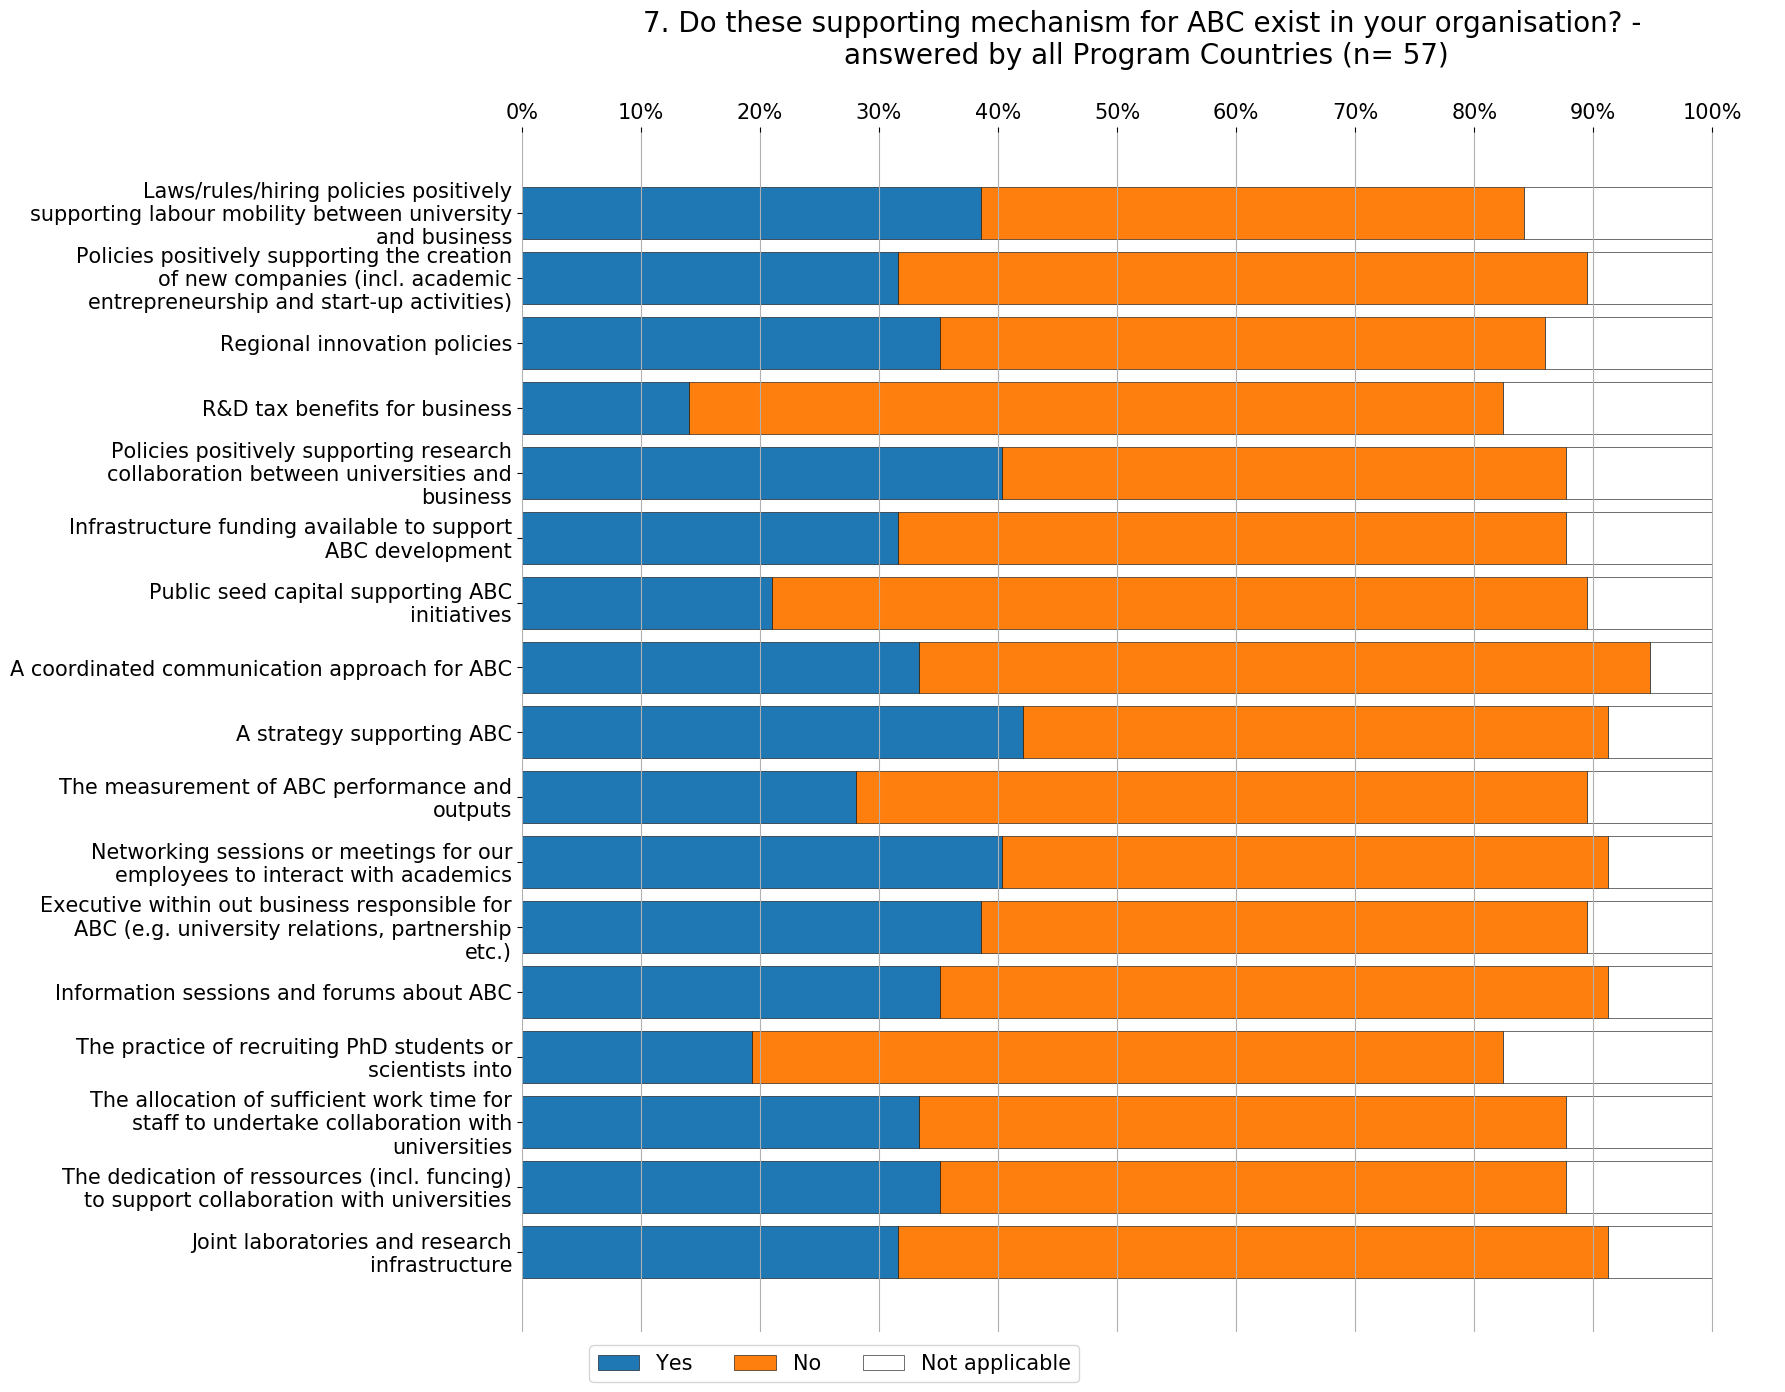 7. Do these supporting mechanism for ABC exist in your organisation? -
answered by all Program Countries (n= 57)
0% 10% 20% 30% 40% 50% 60% 70% 80% 90% 100%
Laws/rules/hiring policies positively
supporting labour mobility between university
and business
Policies positively supporting the creation
of new companies (incl. academic
entrepreneurship and start-up activities)
Regional innovation policies
R&D tax benefits for business
Policies positively supporting research
collaboration between universities and
business
Infrastructure funding available to support
ABC development
Public seed capital supporting ABC
initiatives
A coordinated communication approach for ABC
A strategy supporting ABC
The measurement of ABC performance and
outputs
Networking sessions or meetings for our
employees to interact with academics
Executive within out business responsible for
ABC (e.g. university relations, partnership
etc.)
Information sessions and forums about ABC
The practice of recruiting PhD students or
scientists into
The allocation of sufficient work time for
staff to undertake collaboration with
universities
The dedication of ressources (incl. funcing)
to support collaboration with universities
Joint laboratories and research
infrastructure
Yes No Not applicable